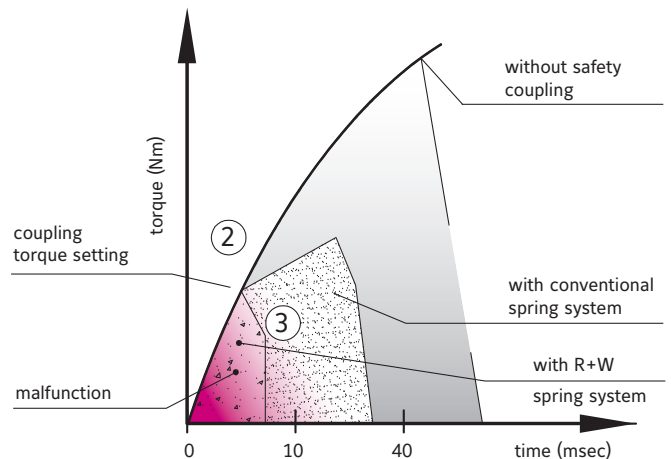 without safety
coupling
torque (Nm)
2
coupling
torque setting
with conventional
spring system
3
with R+W
spring system
malfunction
0
10
40
time (msec)